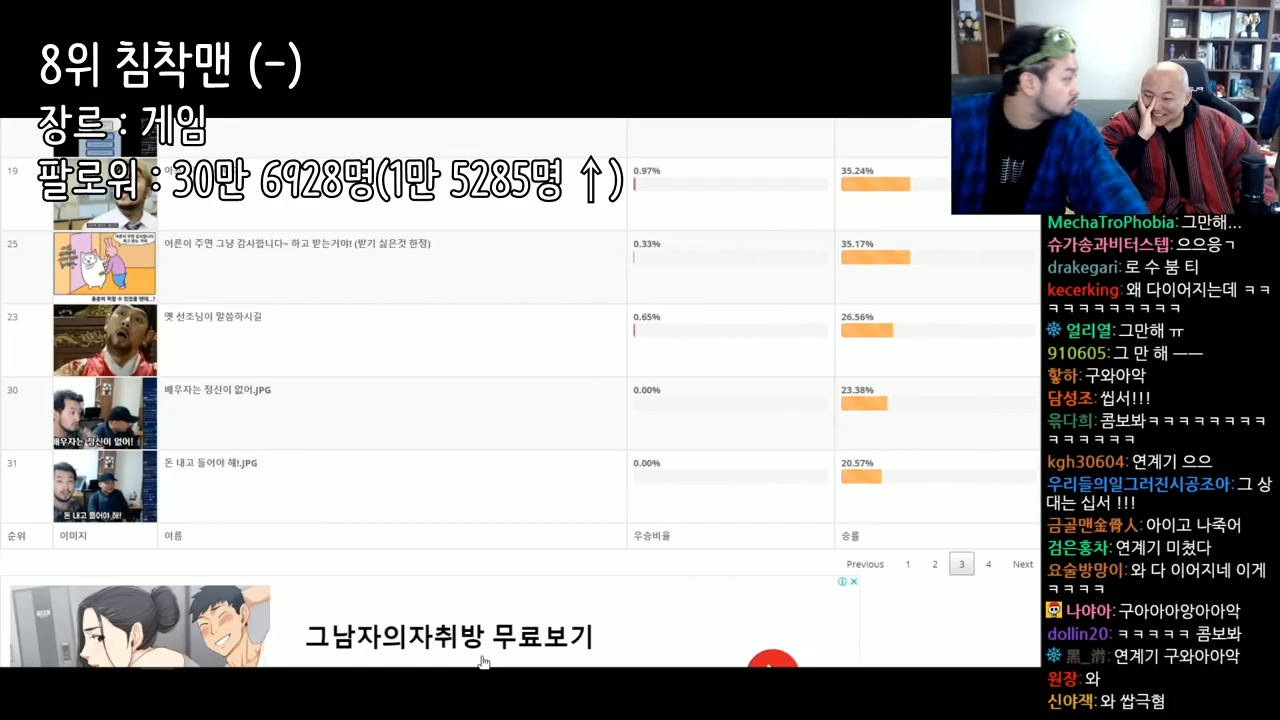 8위 침착맨 (-)
장르 : 게임
팔로워 : 30만 6928명(1만 5285명 ↑)
19
0.97%
35.24%
25
어른이 주면 그냥 감사합니다~ 하고 받는거야! (받기 싫은것 한정)
0.33%
35.17%
23
옛 선조님이 말씀하시길
0.65%
26.56%
30
배우자는 정신이 없어.JPG
배우자는 정신이 없어!
0.00%
23.38%
31
돈 내고 들어야 해!.JPG
돈 내고 들어야 해!
0.00%
20.57%
순위
이미지
이름
우승비율
승률
Previous 1 2 3 4 Next
그남자의자취방 무료보기
MechaTroPhobia: 그만해...
슈가송과비터스텝: 으으응ㄱ
drakegari: 로 수 붐 티
kecerking: 왜 다이어지는데 ㅋㅋ
ㅋㅋㅋㅋㅋㅋㅋㅋㅋ
얼리열: 그만해 ㅠ
910605: 그 만 해 ㅡㅡ
핳하: 구와아악
담성조: 씹서!!!
윾다희: 콤보봐ㅋㅋㅋㅋㅋㅋㅋㅋ
ㅋㅋㅋㅋㅋㅋ
kgh30604: 연계기 으으
우리들의일그러진시공조아: 그 상
대는 십서 !!!
금골맨金骨人: 아이고 나죽어
검은홍차: 연계기 미쳤다
요술방망이: 와 다 이어지네 이게
ㅋㅋㅋㅋ
나야아: 구아아아앙아아악
dollin20: ㅋㅋㅋㅋㅋ 콤보봐
연계기 구와아아악
원장: 와
신야잭: 와 쌉극혐